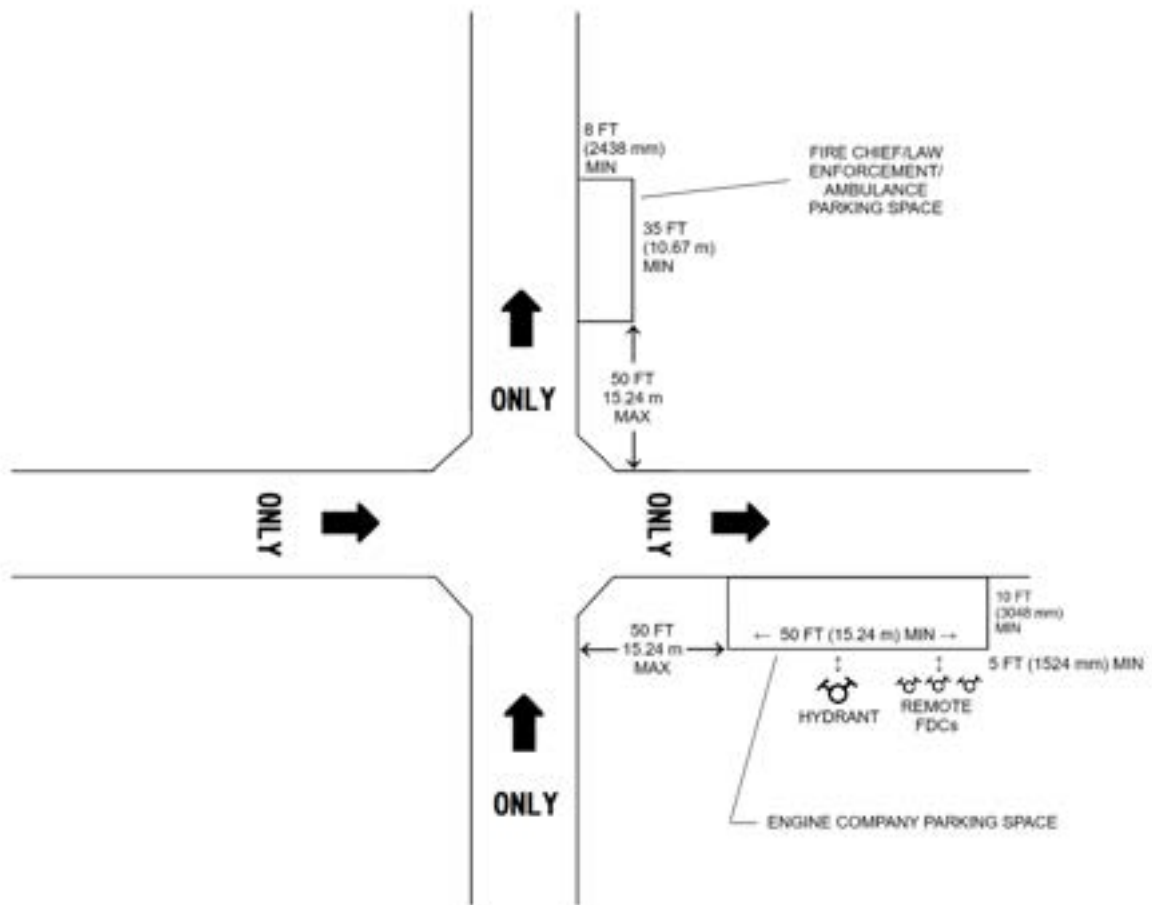 8 FT
(2438 mm)
MIN
FIRE CHIEF/LAW
ENFORCEMENT/
AMBULANCE
PARKING SPACE
35 FT
(10.67 m)
MIN
50 FT
15.24 m
MAX
ONLY
ONLY
ONLY
10 FT
(3048 mm)
MIN
50 FT
15.24 m
MAX
← 50 FT (15.24 m) MIN →
5 FT (1524 mm) MIN
HYDRANT
REMOTE
FDCs
ONLY
ENGINE COMPANY PARKING SPACE